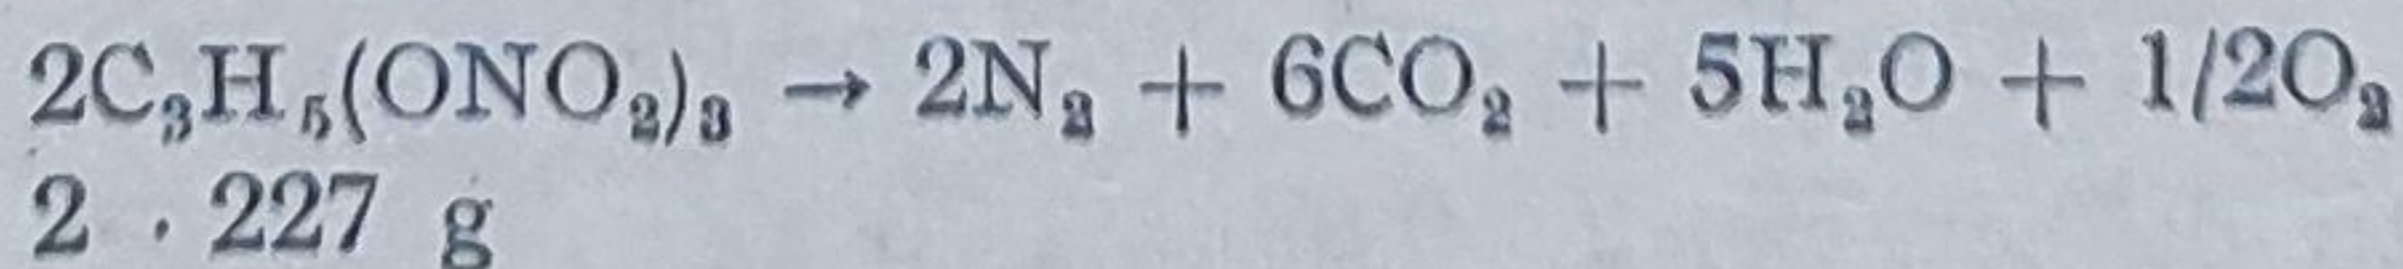 2C₃H₅(ONO₂)₃ → 2N₂ + 6CO₂ + 5H₂O + 1/2O₂
2 · 227 g